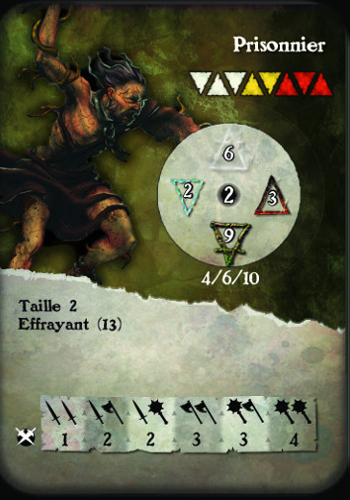 Prisonnier
6
2 2 3
9
4/6/10
Taille 2
Effrayant (13)
1 2 2 3 3 4